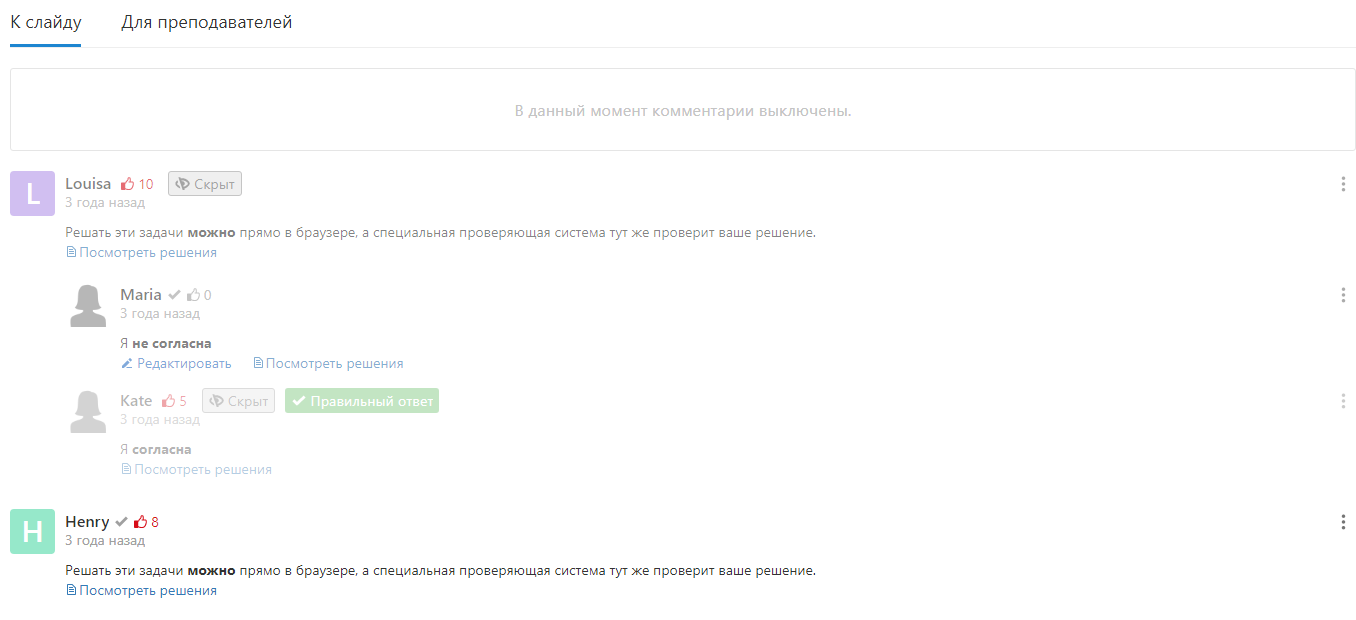 К слайду Для преподавателей
В данный момент комментарии выключены.
L Louisa 10 Скрыт
3 года назад
Решать эти задачи можно прямо в браузере, а специальная проверяющая система тут же проверит ваше решение.
Посмотреть решения
Maria 0
3 года назад
Я не согласна
Редактировать Посмотреть решения
Kate 5 Скрыт Правильный ответ
3 года назад
Я согласна
Посмотреть решения
H Henry 8
3 года назад
Решать эти задачи можно прямо в браузере, а специальная проверяющая система тут же проверит ваше решение.
Посмотреть решения